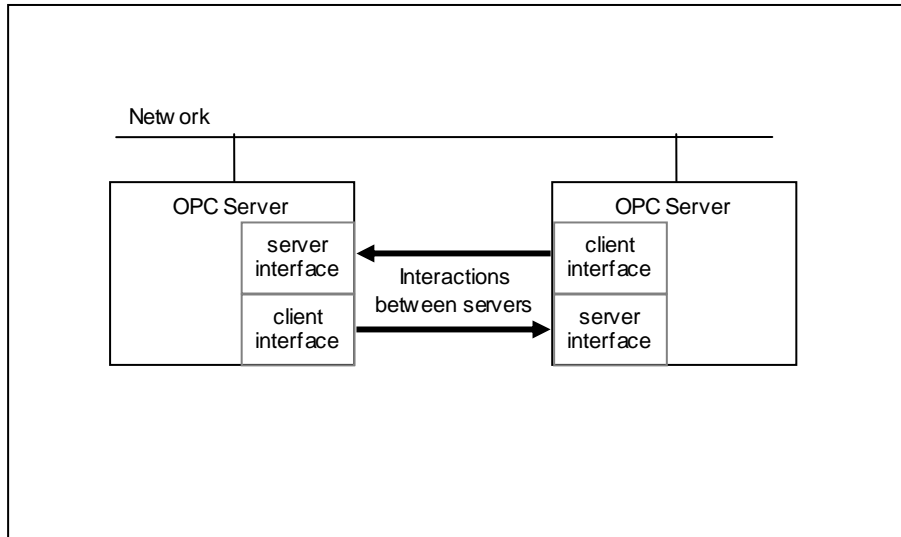 Network
OPC Server
OPC Server
server
interface
client
interface
Interactions
between servers
client
interface
server
interface